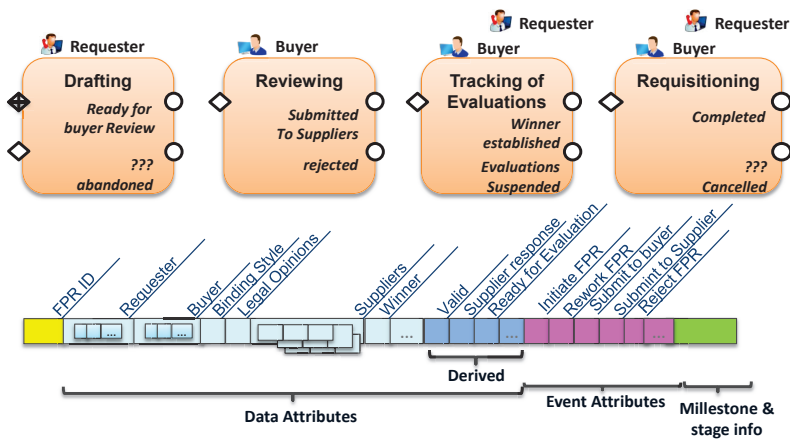 Requester
Buyer
Requester
Buyer
Requester
Buyer
Drafting
Ready for
buyer Review
???
abandoned
Reviewing
Submitted
To Suppliers
rejected
Tracking of
Evaluations
Winner
established
Evaluations
Suspended
Requisitioning
Completed
???
Cancelled
FPR ID
Requester
Buyer
Binding Style
Legal Opinions
Suppliers
Winner
Valid
Supplier response
Ready for Evaluation
Initiate FPR
Rework FPR
Submit to buyer
Submint to Supplier
Reject FPR
...
...
...
...
...
Derived
Data Attributes
Event Attributes
Millestone &
stage info